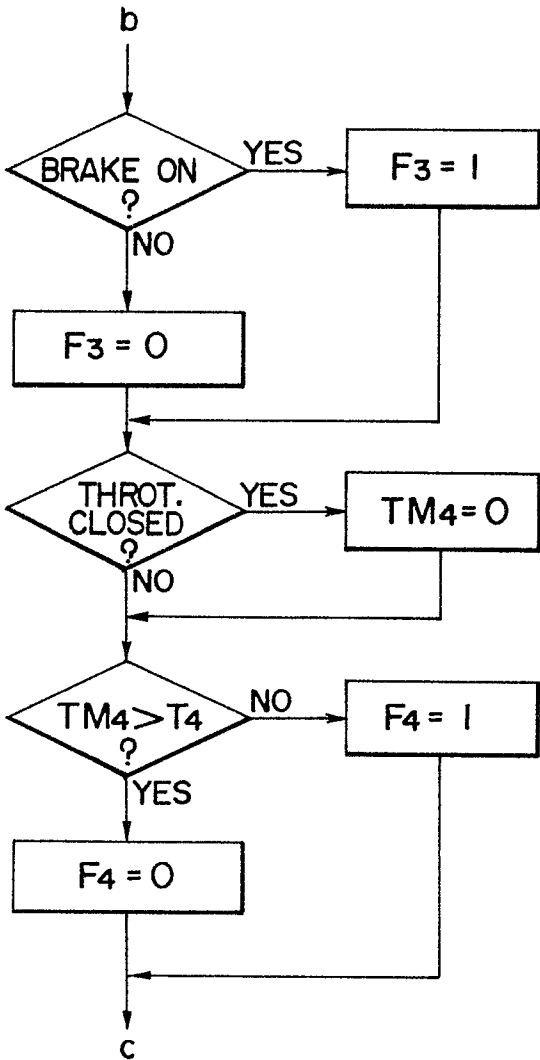 b
BRAKE ON
?
YES
F3 = 1
NO
F3 = 0
THROT.
CLOSED
?
YES
TM4 = 0
NO
TM4 > T4
?
NO
F4 = 1
YES
F4 = 0
c